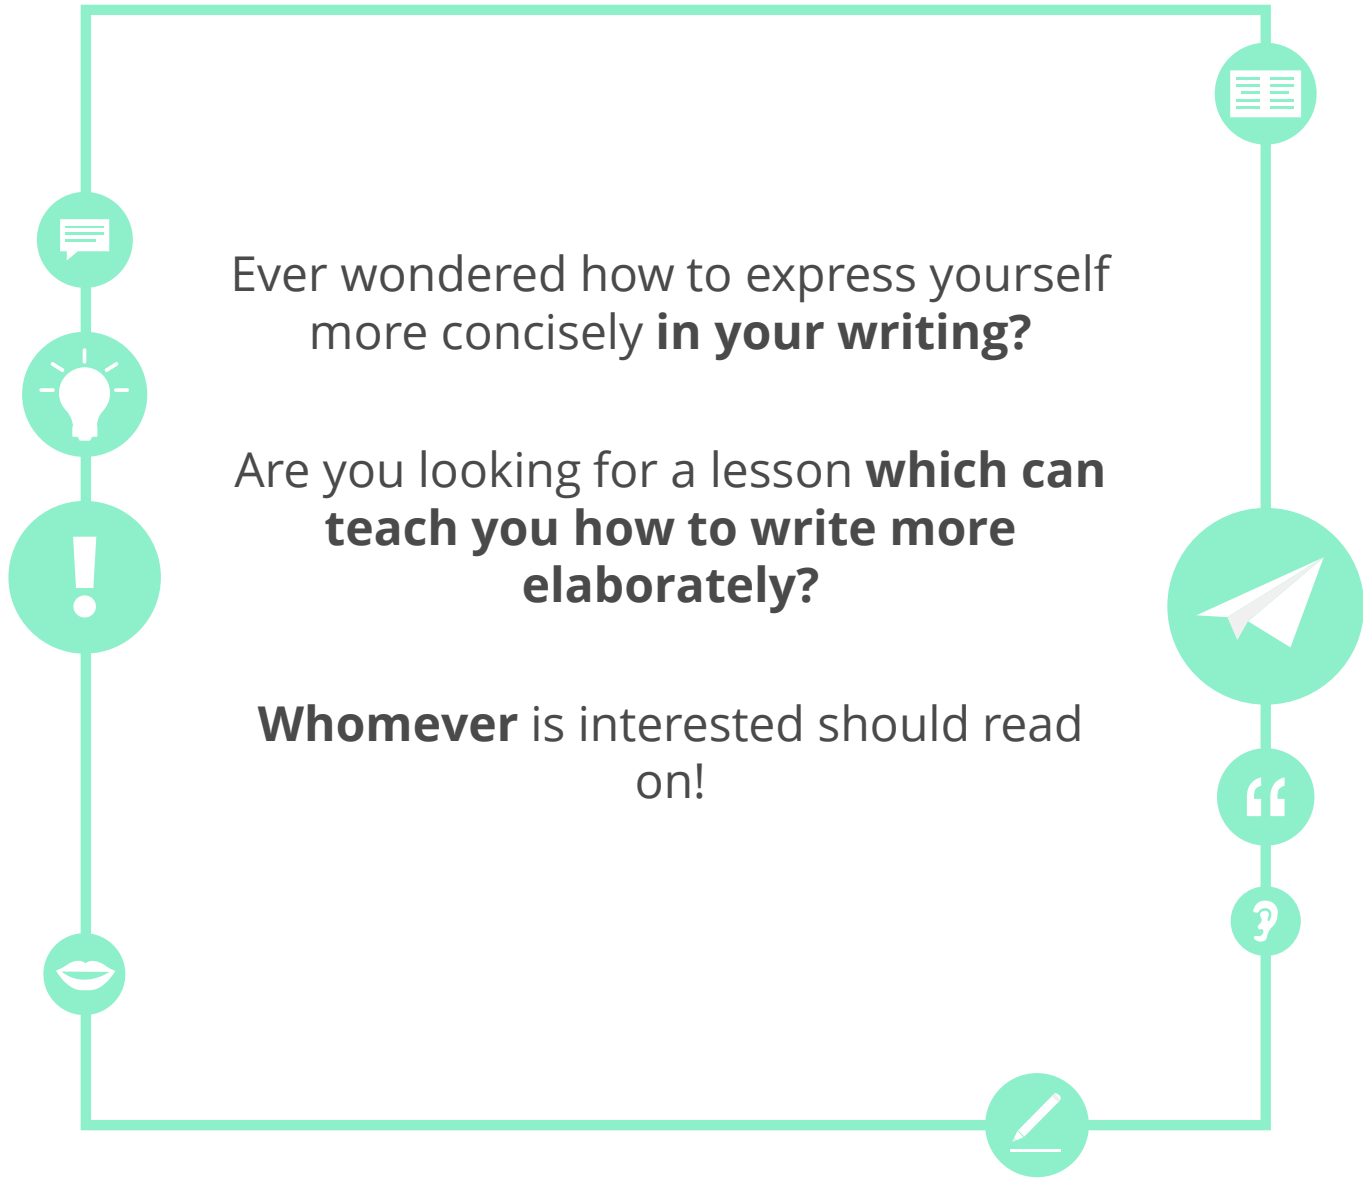 Ever wondered how to express yourself
more concisely in your writing?
Are you looking for a lesson which can
teach you how to write more
elaborately?
Whomever is interested should read
on!